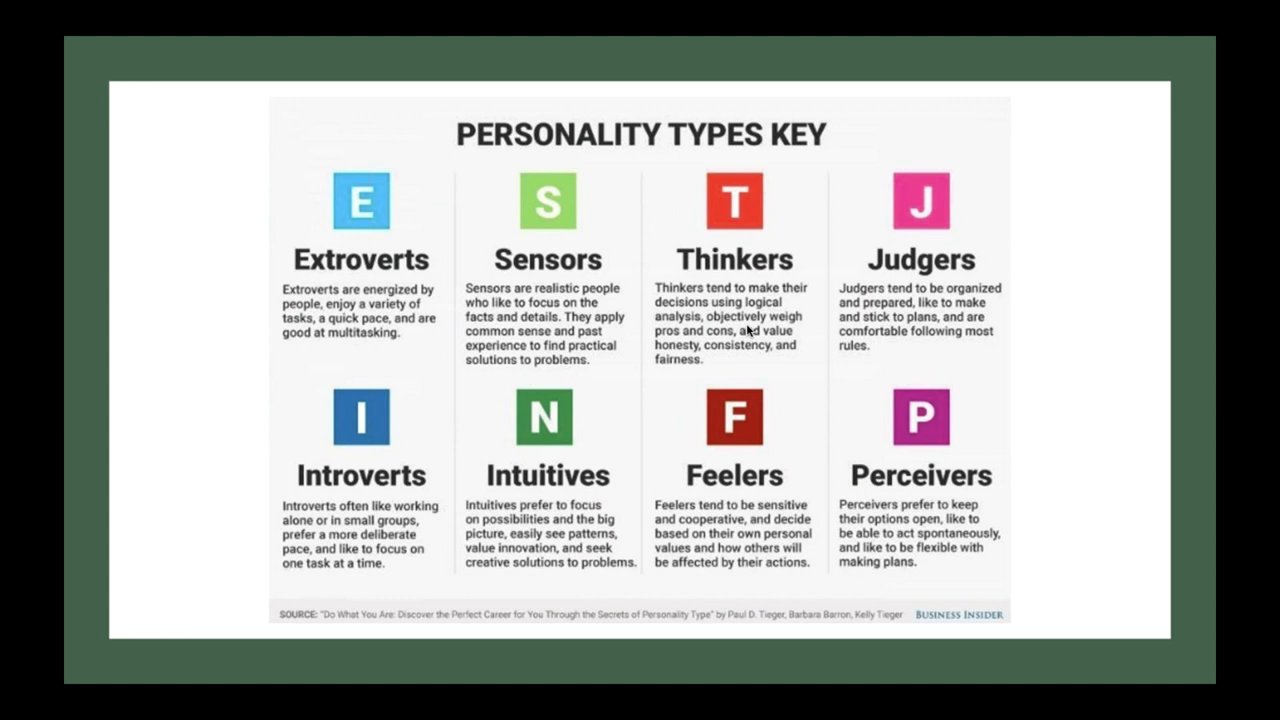 PERSONALITY TYPES KEY
E
Extroverts
Extroverts are energized by
people, enjoy a variety of
tasks, a quick pace, and are
good at multitasking.
S
Sensors
Sensors are realistic people
who like to focus on the
facts and details. They apply
common sense and past
experience to find practical
solutions to problems.
T
Thinkers
Thinkers tend to make their
decisions using logical
analysis, objectively weigh
pros and cons, and value
honesty, consistency, and
fairness.
J
Judgers
Judgers tend to be organized
and prepared, like to make
and stick to plans, and are
comfortable following most
rules.
I
Introverts
Introverts often like working
alone or in small groups,
prefer a more deliberate
pace, and like to focus on
one task at a time.
N
Intuitives
Intuitives prefer to focus
on possibilities and the big
picture, easily see patterns,
value innovation, and seek
creative solutions to problems.
F
Feelers
Feelers tend to be sensitive
and cooperative, and decide
based on their own personal
values and how others will
be affected by their actions.
P
Perceivers
Perceivers prefer to keep
their options open, like to
be able to act spontaneously,
and like to be flexible with
making plans.
SOURCE: "Do What You Are: Discover the Perfect Career for You Through the Secrets of Personality Type" by Paul D. Tieger, Barbara Barron, Kelly Tieger
BUSINESS INSIDER